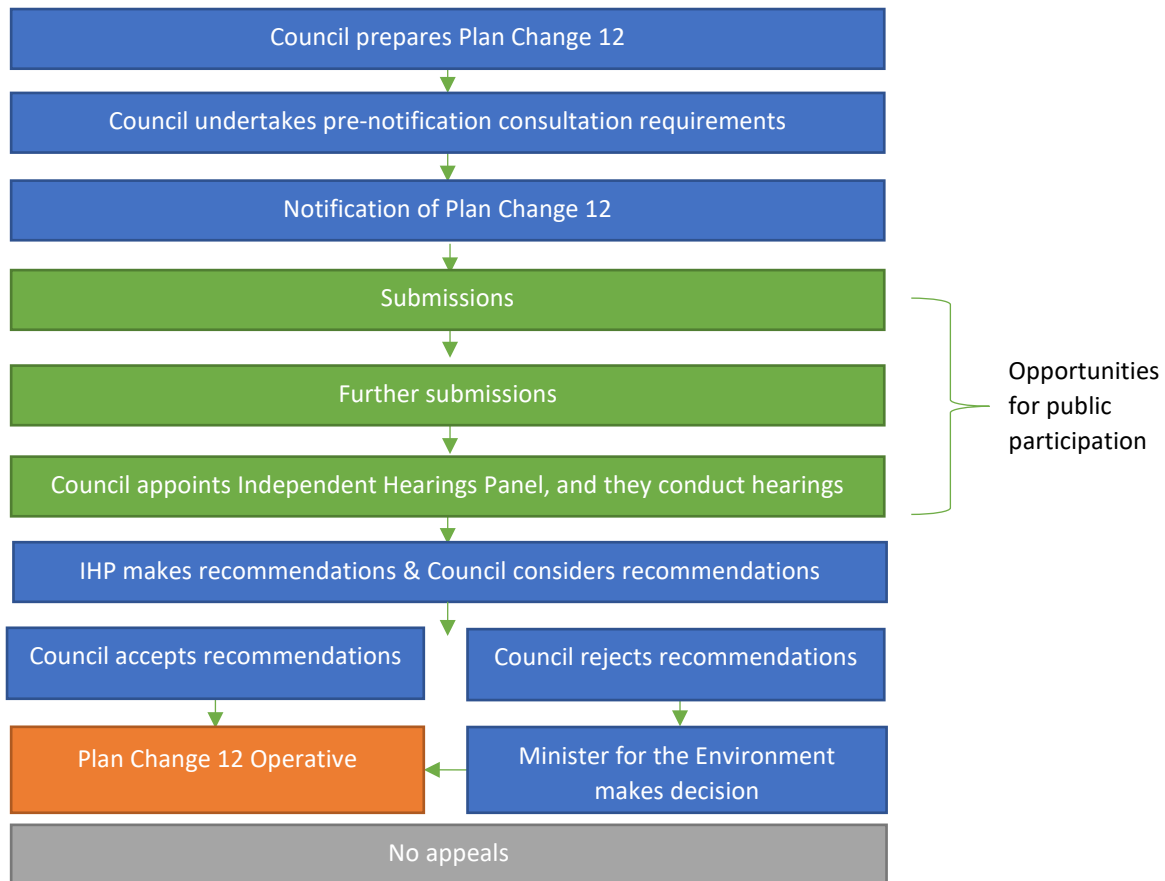 Council prepares Plan Change 12
Council undertakes pre-notification consultation requirements
Notification of Plan Change 12
Submissions
Further submissions
Council appoints Independent Hearings Panel, and they conduct hearings
Opportunities
for public
participation
IHP makes recommendations & Council considers recommendations
Council accepts recommendations
Council rejects recommendations
Plan Change 12 Operative
Minister for the Environment
makes decision
No appeals